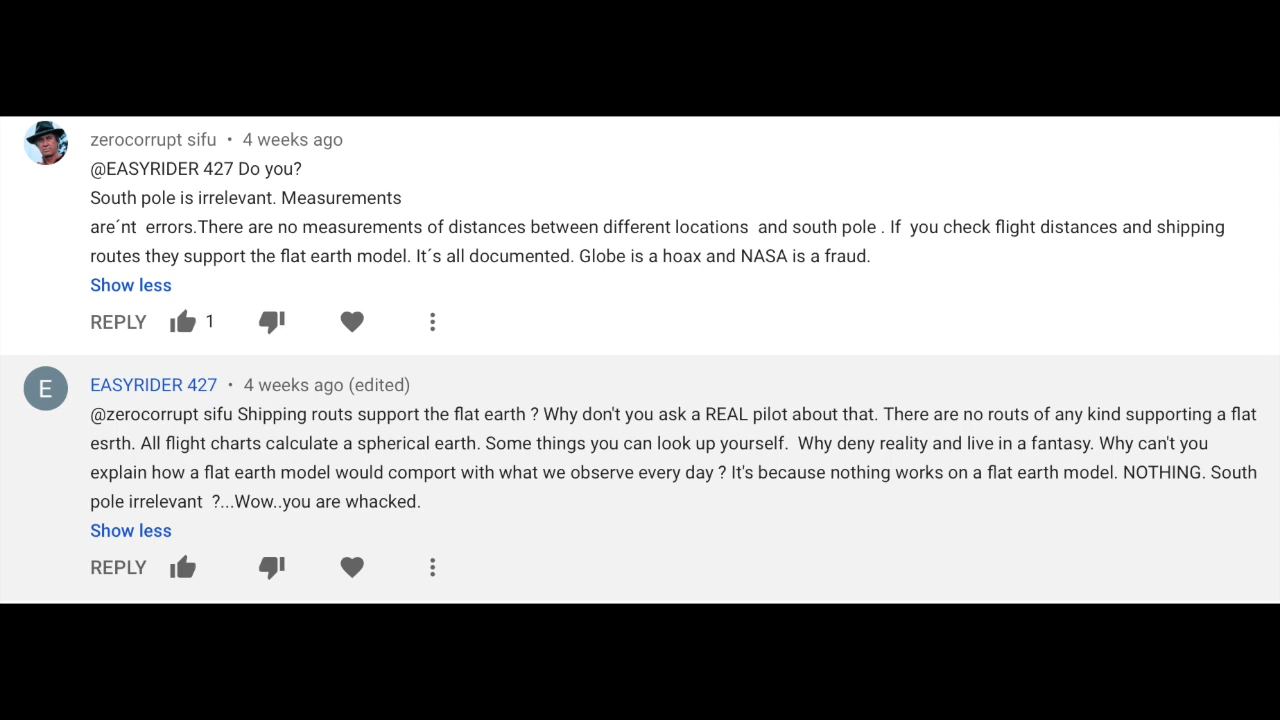 zerocorrupt sifu • 4 weeks ago
@EASYRIDER 427 Do you?
South pole is irrelevant. Measurements
are´nt  errors.There are no measurements of distances between different locations  and south pole . If  you check flight distances and shipping
routes they support the flat earth model. It´s all documented. Globe is a hoax and NASA is a fraud.
Show less
REPLY 1
E
EASYRIDER 427 • 4 weeks ago (edited)
@zerocorrupt sifu Shipping routs support the flat earth ? Why don't you ask a REAL pilot about that. There are no routs of any kind supporting a flat
esrth. All flight charts calculate a spherical earth. Some things you can look up yourself.  Why deny reality and live in a fantasy. Why can't you
explain how a flat earth model would comport with what we observe every day ? It's because nothing works on a flat earth model. NOTHING. South
pole irrelevant  ?...Wow..you are whacked.
Show less
REPLY